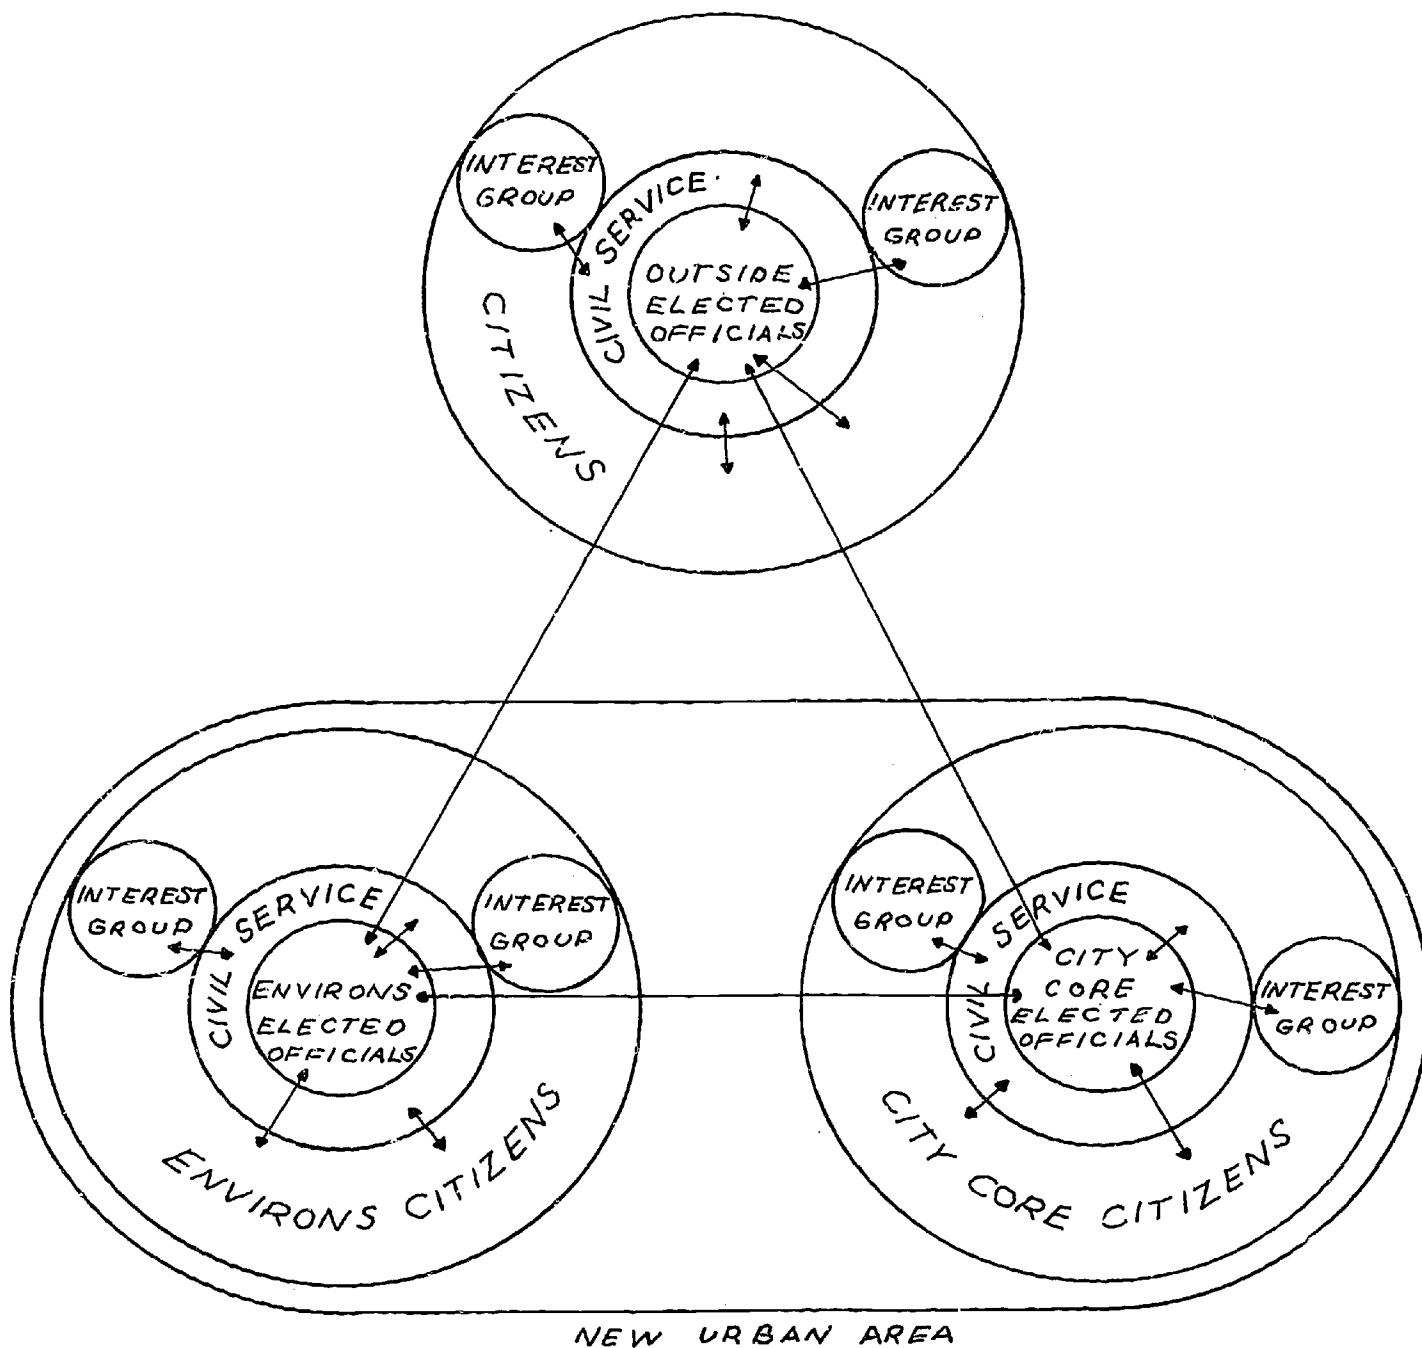 INTEREST
GROUP
CIVIL SERVICE
INTEREST
GROUP
OUTSIDE
ELECTED
OFFICIALS
CITIZENS
INTEREST
GROUP
CIVIL SERVICE
INTEREST
GROUP
ENVIRONS
ELECTED
OFFICIALS
ENVIRONS CITIZENS
INTEREST
GROUP
CIVIL SERVICE
CITY
CORE
ELECTED
OFFICIALS
INTEREST
GROUP
CITY CORE CITIZENS
NEW URBAN AREA